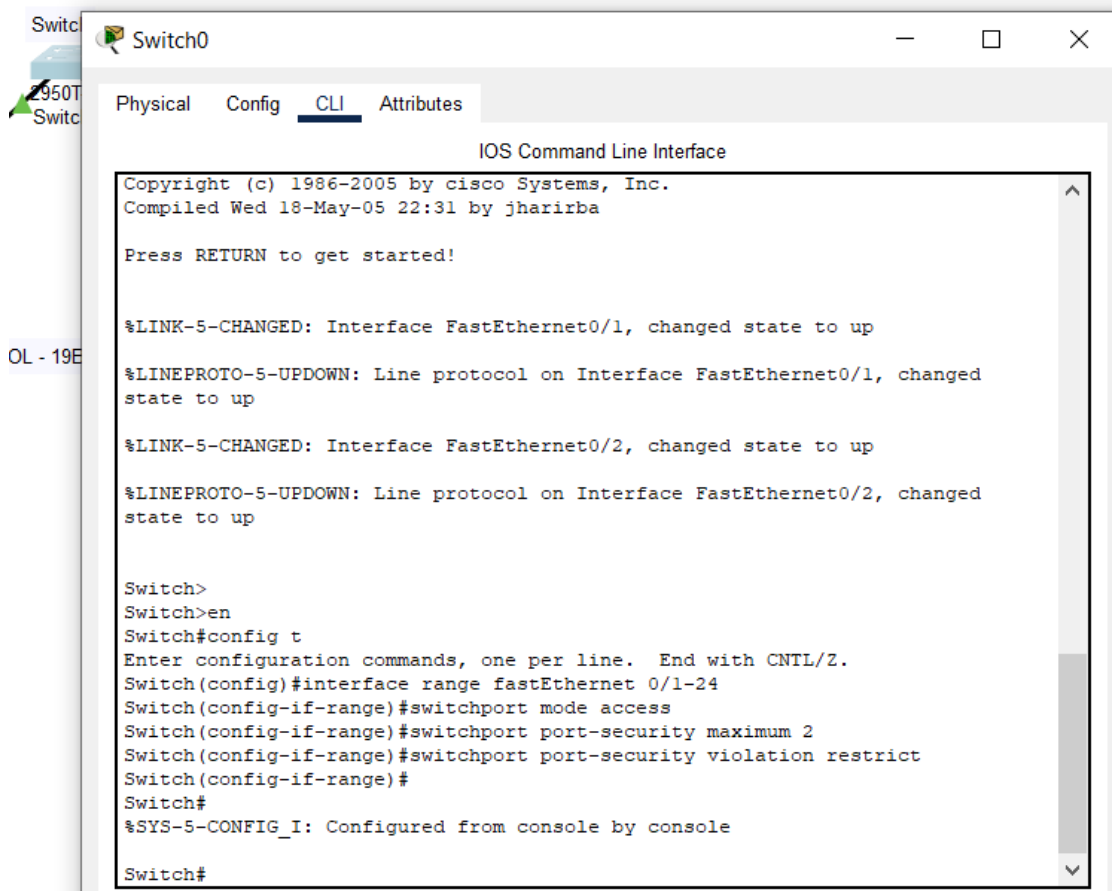 Switc
2950T
Switc
OL - 19E
Switch0
Physical Config CLI Attributes
IOS Command Line Interface
Copyright (c) 1986-2005 by cisco Systems, Inc.
Compiled Wed 18-May-05 22:31 by jharirba
Press RETURN to get started!
%LINK-5-CHANGED: Interface FastEthernet0/1, changed state to up
%LINEPROTO-5-UPDOWN: Line protocol on Interface FastEthernet0/1, changed
state to up
%LINK-5-CHANGED: Interface FastEthernet0/2, changed state to up
%LINEPROTO-5-UPDOWN: Line protocol on Interface FastEthernet0/2, changed
state to up
Switch>
Switch>en
Switch#config t
Enter configuration commands, one per line.  End with CNTL/Z.
Switch(config)#interface range fastEthernet 0/1-24
Switch(config-if-range)#switchport mode access
Switch(config-if-range)#switchport port-security maximum 2
Switch(config-if-range)#switchport port-security violation restrict
Switch(config-if-range)#
Switch#
%SYS-5-CONFIG_I: Configured from console by console
Switch#